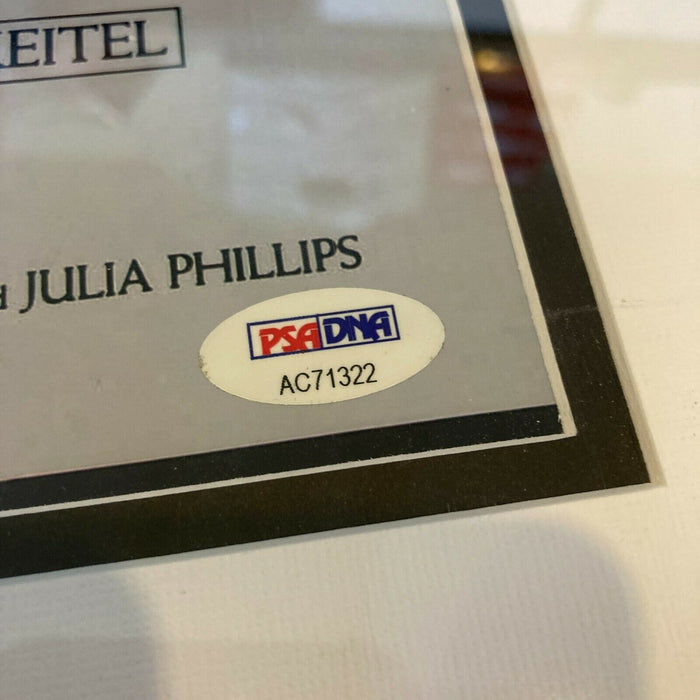 KEITEL
JULIA PHILLIPS
PSA DNA
AC71322